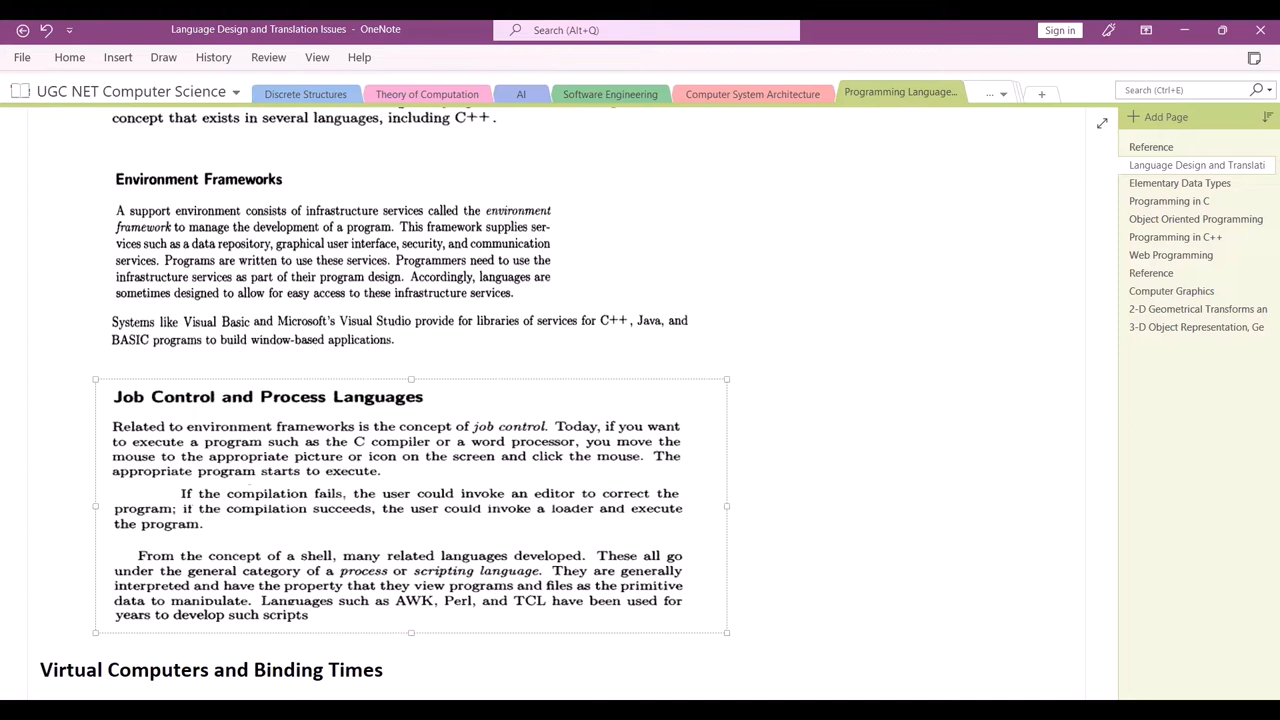 Language Design and Translation Issues - OneNote
Search (Alt+Q)
Sign in
File Home Insert Draw History Review View Help
UGC NET Computer Science
Discrete Structures Theory of Computation AI Software Engineering Computer System Architecture Programming Language... ... +
Search (Ctrl+E)
Add Page
Reference
Language Design and Translati
Elementary Data Types
Programming in C
Object Oriented Programming
Programming in C++
Web Programming
Reference
Computer Graphics
2-D Geometrical Transforms an
3-D Object Representation, Ge
concept that exists in several languages, including C++.
Environment Frameworks
A support environment consists of infrastructure services called the environment
framework to manage the development of a program. This framework supplies ser-
vices such as a data repository, graphical user interface, security, and communication
services. Programs are written to use these services. Programmers need to use the
infrastructure services as part of their program design. Accordingly, languages are
sometimes designed to allow for easy access to these infrastructure services.
Systems like Visual Basic and Microsoft's Visual Studio provide for libraries of services for C++, Java, and
BASIC programs to build window-based applications.
Job Control and Process Languages
Related to environment frameworks is the concept of job control. Today, if you want
to execute a program such as the C compiler or a word processor, you move the
mouse to the appropriate picture or icon on the screen and click the mouse. The
appropriate program starts to execute.
If the compilation fails, the user could invoke an editor to correct the
program; if the compilation succeeds, the user could invoke a loader and execute
the program.
From the concept of a shell, many related languages developed. These all go
under the general category of a process or scripting language. They are generally
interpreted and have the property that they view programs and files as the primitive
data to manipulate. Languages such as AWK, Perl, and TCL have been used for
years to develop such scripts
Virtual Computers and Binding Times